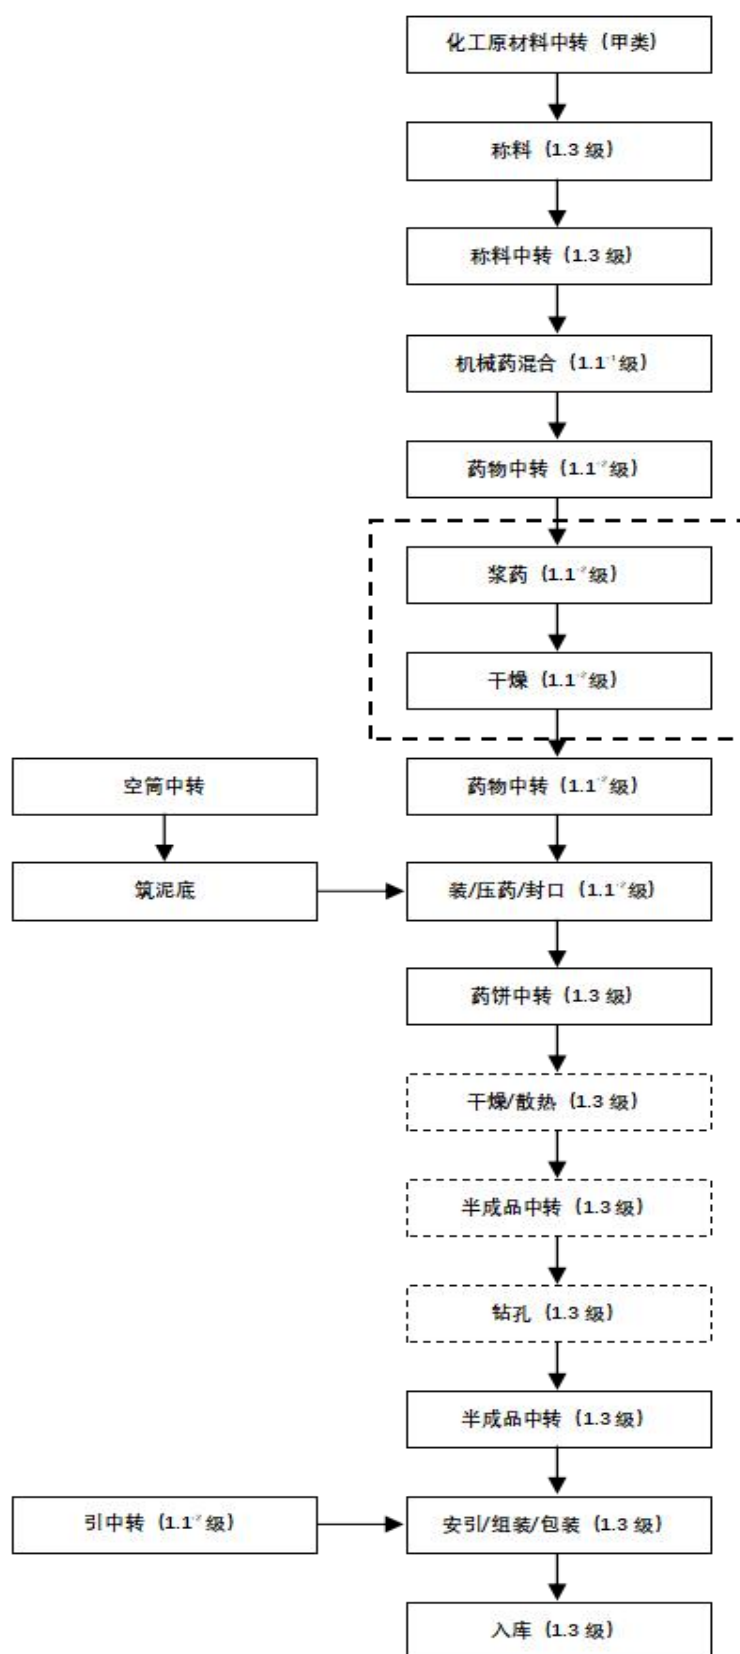 化工原材料中转（甲类）
称料（1.3 级）
称料中转（1.3 级）
机械药混合（1.1⁻¹级）
药物中转（1.1⁻²级）
浆药（1.1⁻²级）
干燥（1.1⁻²级）
空筒中转
药物中转（1.1⁻²级）
筑泥底
装/压药/封口（1.1⁻²级）
药饼中转（1.3 级）
干燥/散热（1.3 级）
半成品中转（1.3 级）
钻孔（1.3 级）
半成品中转（1.3 级）
引中转（1.1⁻²级）
安引/组装/包装（1.3 级）
入库（1.3 级）